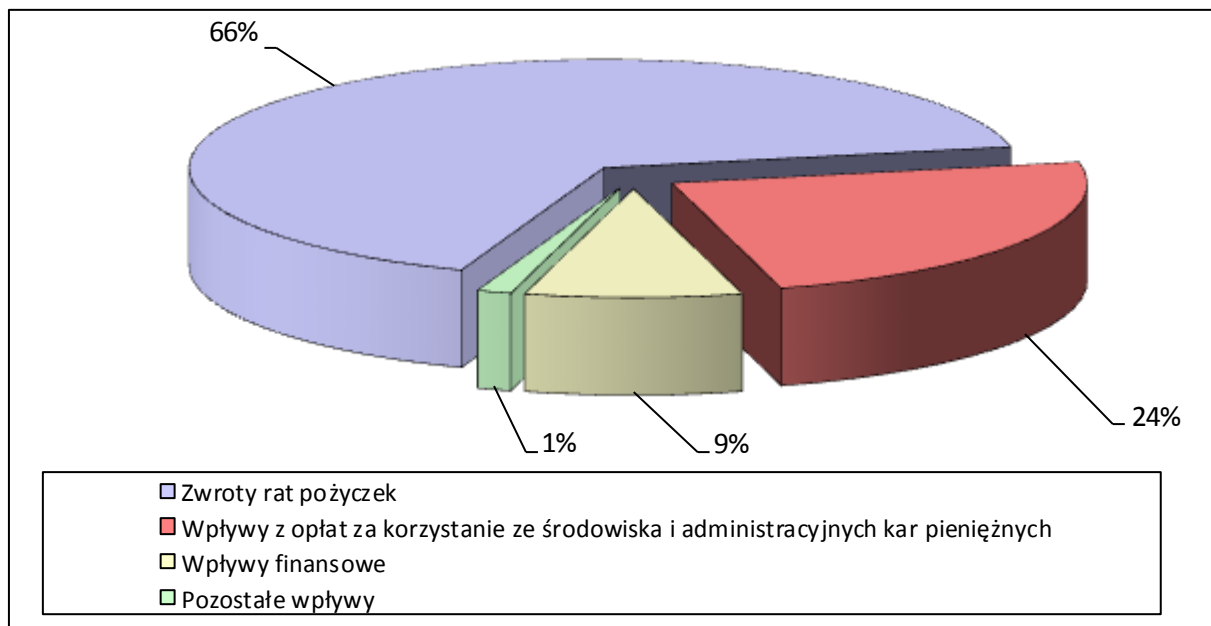 66%
24%
1%
9%
Zwroty rat pożyczek
Wpływy z opłat za korzystanie ze środowiska i administracyjnych kar pieniężnych
Wpływy finansowe
Pozostałe wpływy